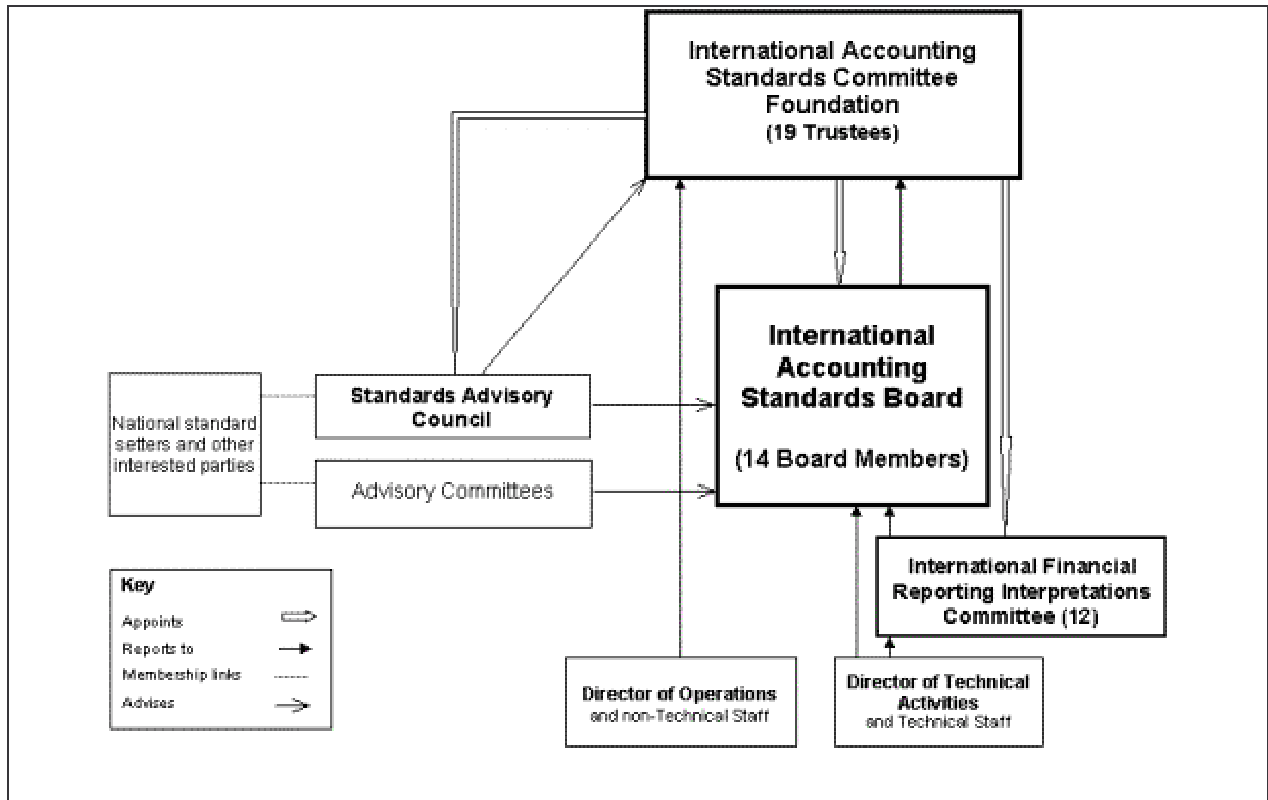 International Accounting
Standards Committee
Foundation
(19 Trustees)
International
Accounting
Standards Board
(14 Board Members)
National standard
setters and other
interested parties
Standards Advisory
Council
Advisory Committees
International Financial
Reporting Interpretations
Committee (12)
Key
Appoints
Reports to
Membership links
Advises
Director of Operations
and non-Technical Staff
Director of Technical
Activities
and Technical Staff